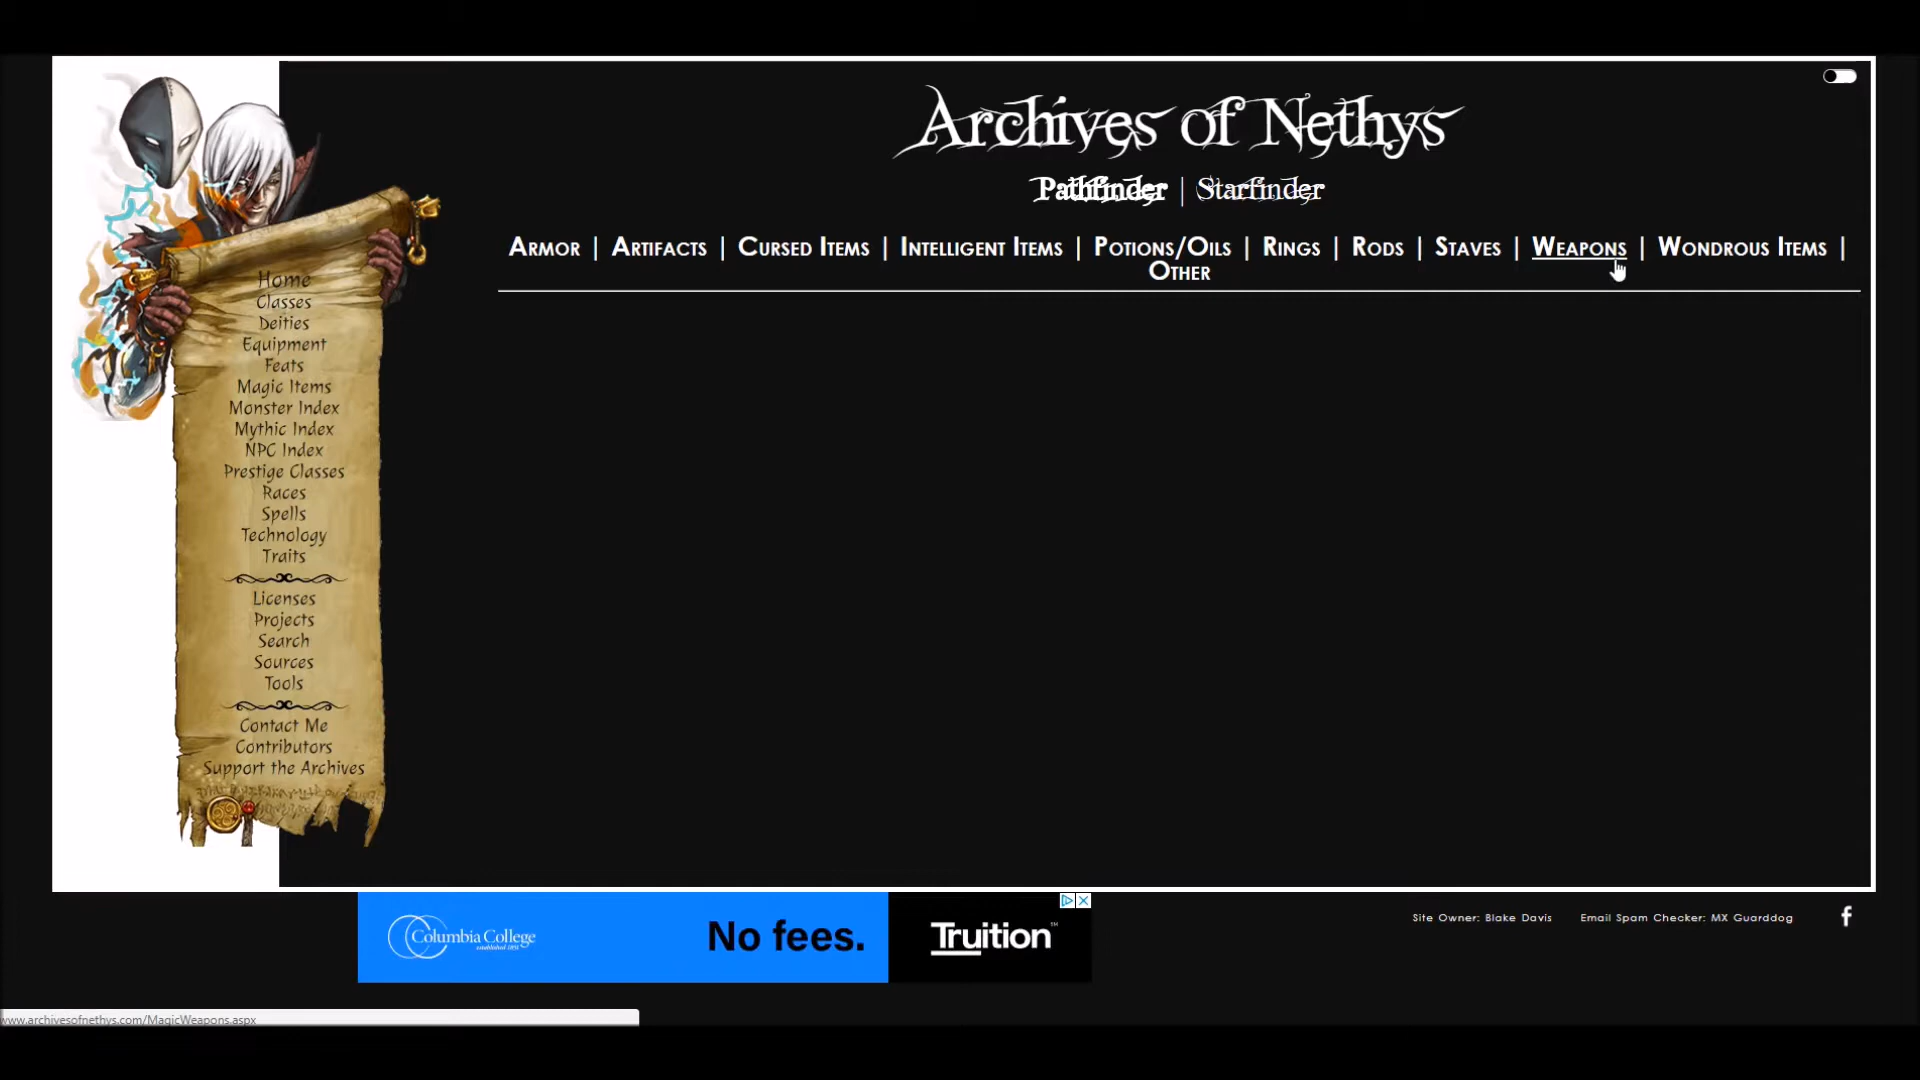 Archives of Nethys
Pathfinder | Starfinder
Armor | Artifacts | Cursed Items | Intelligent Items | Potions/Oils | Rings | Rods | Staves | Weapons | Wondrous Items |
Other
Home
Classes
Deities
Equipment
Feats
Magic Items
Monster Index
Mythic Index
NPC Index
Prestige Classes
Races
Spells
Technology
Traits
Licenses
Projects
Search
Sources
Tools
Contact Me
Contributors
Support the Archives
Columbia College
No fees.
Truition™
Site Owner: Blake Davis
Email Spam Checker: MX Guarddog
www.archivesofnethys.com/MagicWeapons.aspx